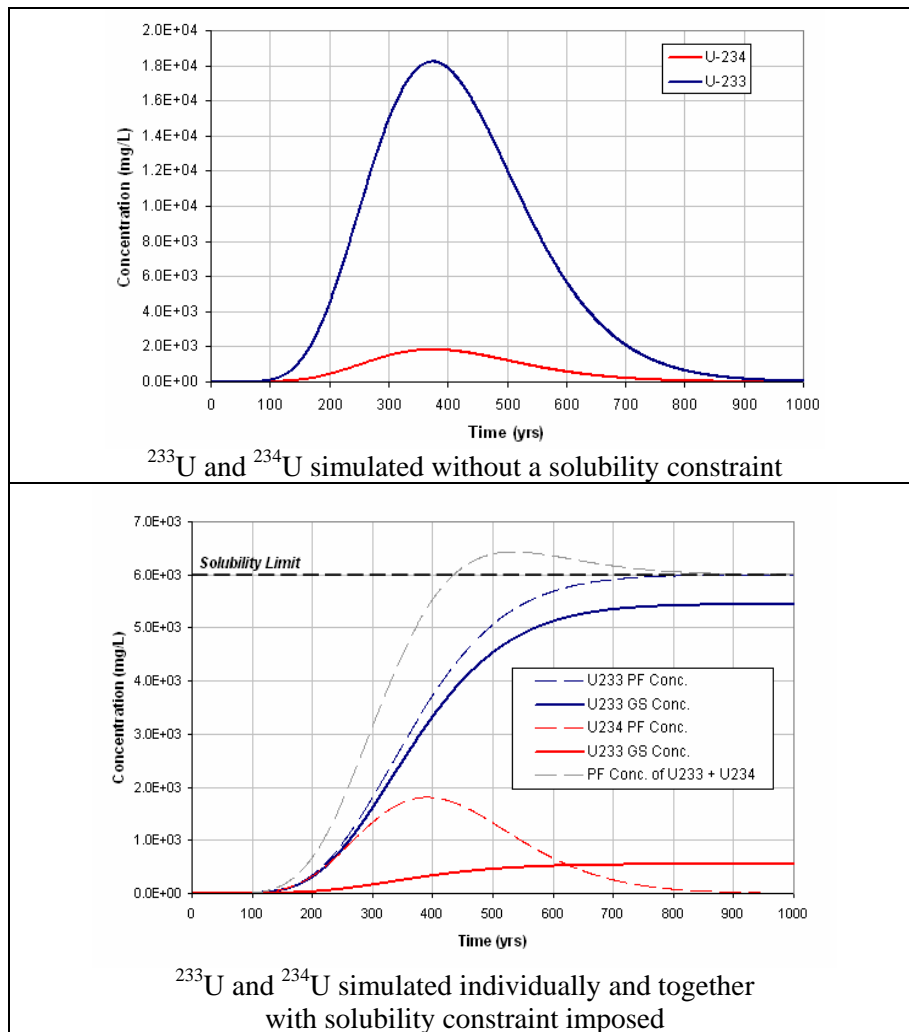 2.0E+04
1.8E+04
1.6E+04
1.4E+04
1.2E+04
1.0E+04
8.0E+03
6.0E+03
4.0E+03
2.0E+03
0.0E+00
Concentration (mg/L)
U-234
U-233
0 100 200 300 400 500 600 700 800 900 1000
Time (yrs)
²³³U and ²³⁴U simulated without a solubility constraint
7.0E+03
6.0E+03
5.0E+03
4.0E+03
3.0E+03
2.0E+03
1.0E+03
0.0E+00
Concentration (mg/L)
Solubility Limit
U233 PF Conc.
U233 GS Conc.
U234 PF Conc.
U233 GS Conc.
PF Conc. of U233 + U234
0 100 200 300 400 500 600 700 800 900 1000
Time (yrs)
²³³U and ²³⁴U simulated individually and together
with solubility constraint imposed